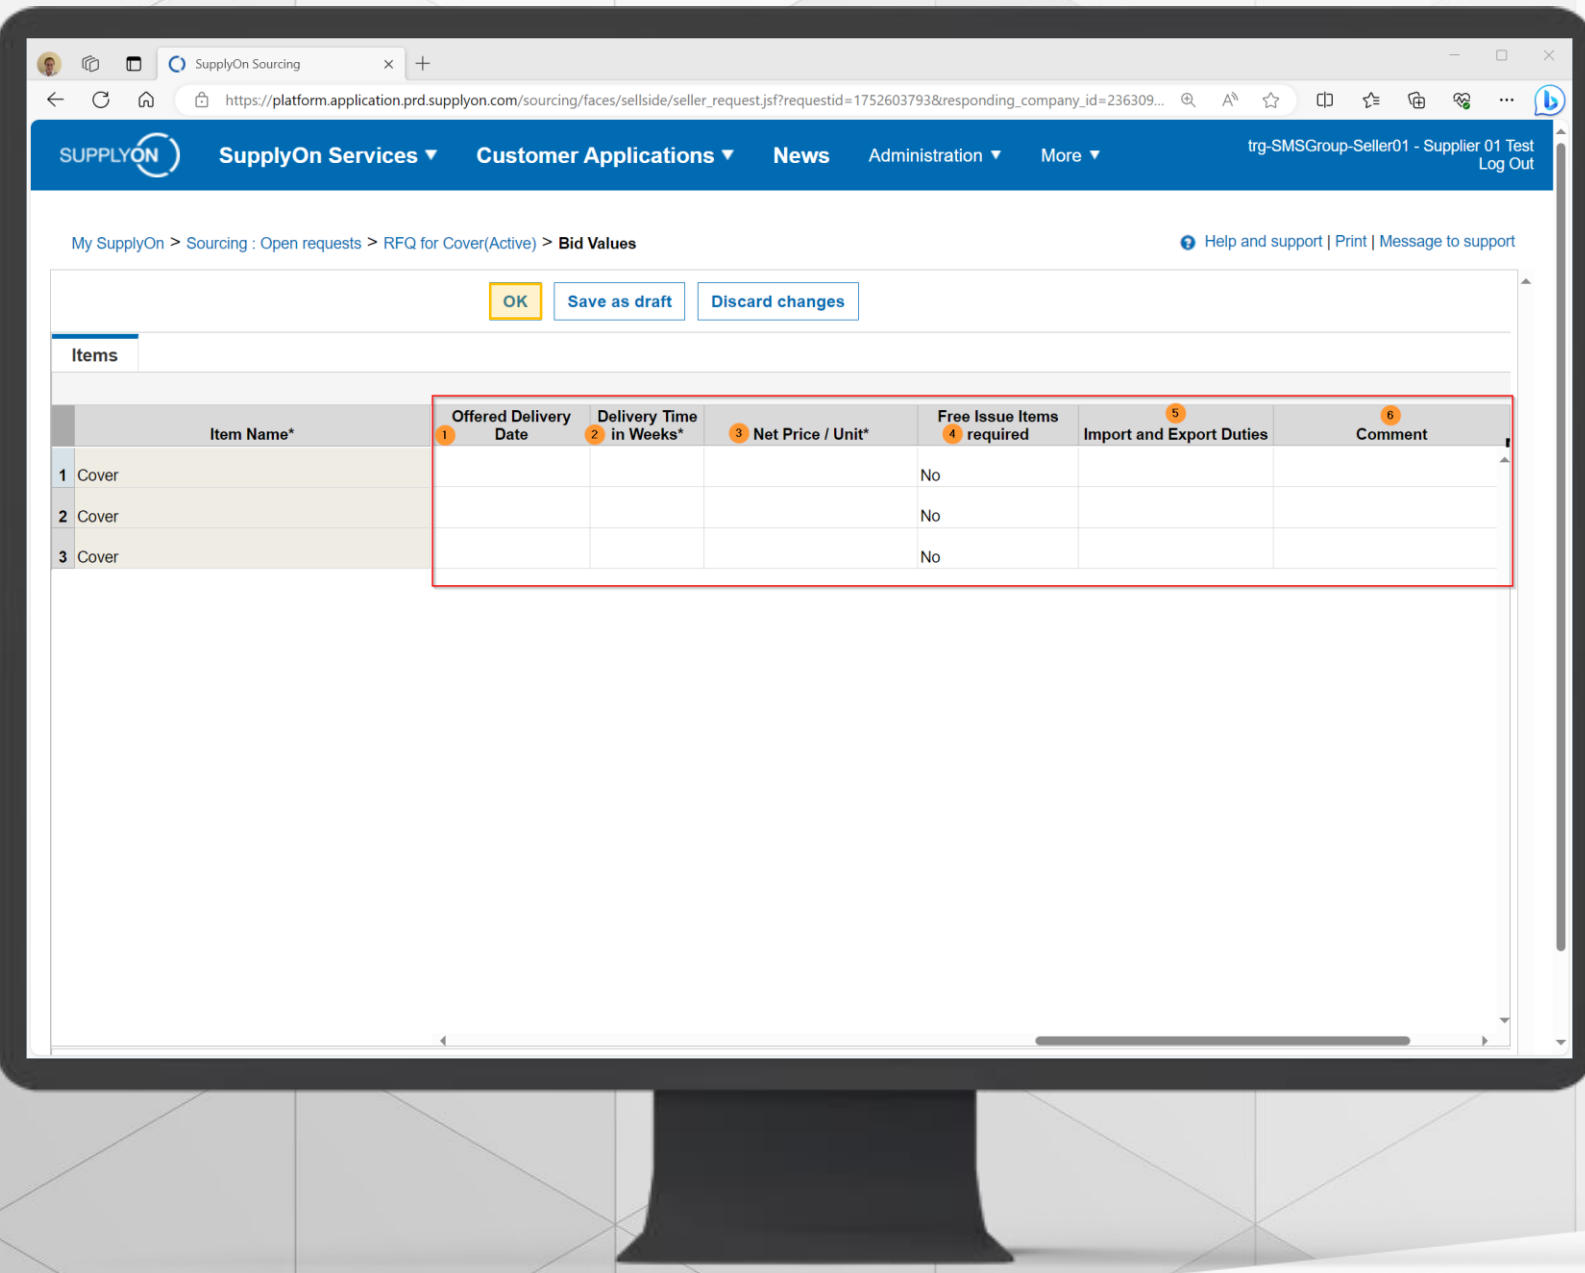 SupplyOn Sourcing
https://platform.application.prd.supplyon.com/sourcing/faces/sellside/seller_request.jsf?requestid=1752603793&responding_company_id=236309...
SUPPLYON
SupplyOn Services ▼ Customer Applications ▼ News Administration ▼ More ▼
trg-SMSGroup-Seller01 - Supplier 01 Test
Log Out
My SupplyOn > Sourcing : Open requests > RFQ for Cover(Active) > Bid Values
Help and support | Print | Message to support
OK Save as draft Discard changes
Items
Item Name*
1 Offered Delivery Date
2 Delivery Time in Weeks*
3 Net Price / Unit*
4 Free Issue Items required
5 Import and Export Duties
6 Comment
1 Cover No
2 Cover No
3 Cover No